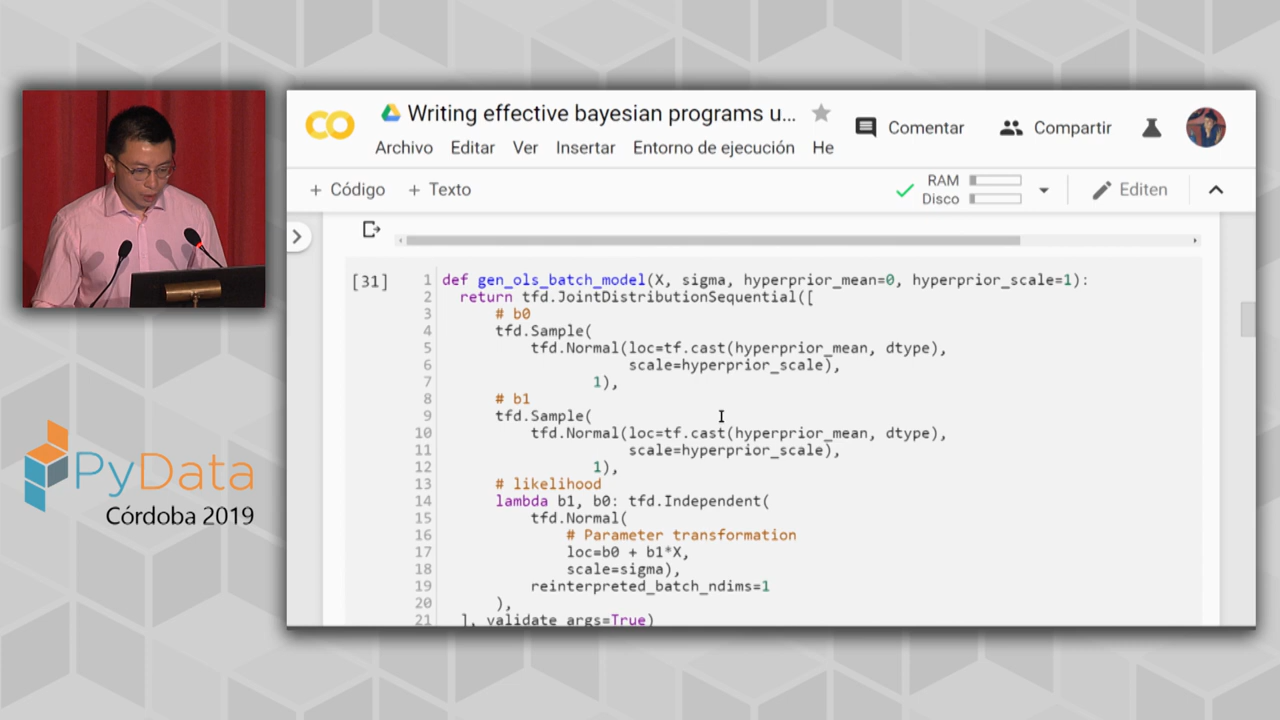 CO
Writing effective bayesian programs u...
Comentar
Compartir
Archivo Editar Ver Insertar Entorno de ejecución He
+ Código + Texto
RAM
Disco
Editen
[31]
1 def gen_ols_batch_model(X, sigma, hyperprior_mean=0, hyperprior_scale=1):
2 return tfd.JointDistributionSequential([
3 # b0
4 tfd.Sample(
5 tfd.Normal(loc=tf.cast(hyperprior_mean, dtype),
6 scale=hyperprior_scale),
7 1),
8 # b1
9 tfd.Sample(
10 tfd.Normal(loc=tf.cast(hyperprior_mean, dtype),
11 scale=hyperprior_scale),
12 1),
13 # likelihood
14 lambda b1, b0: tfd.Independent(
15 tfd.Normal(
16 # Parameter transformation
17 loc=b0 + b1*X,
18 scale=sigma),
19 reinterpreted_batch_ndims=1
20 ),
21 ], validate_args=True)
PyData
Córdoba 2019